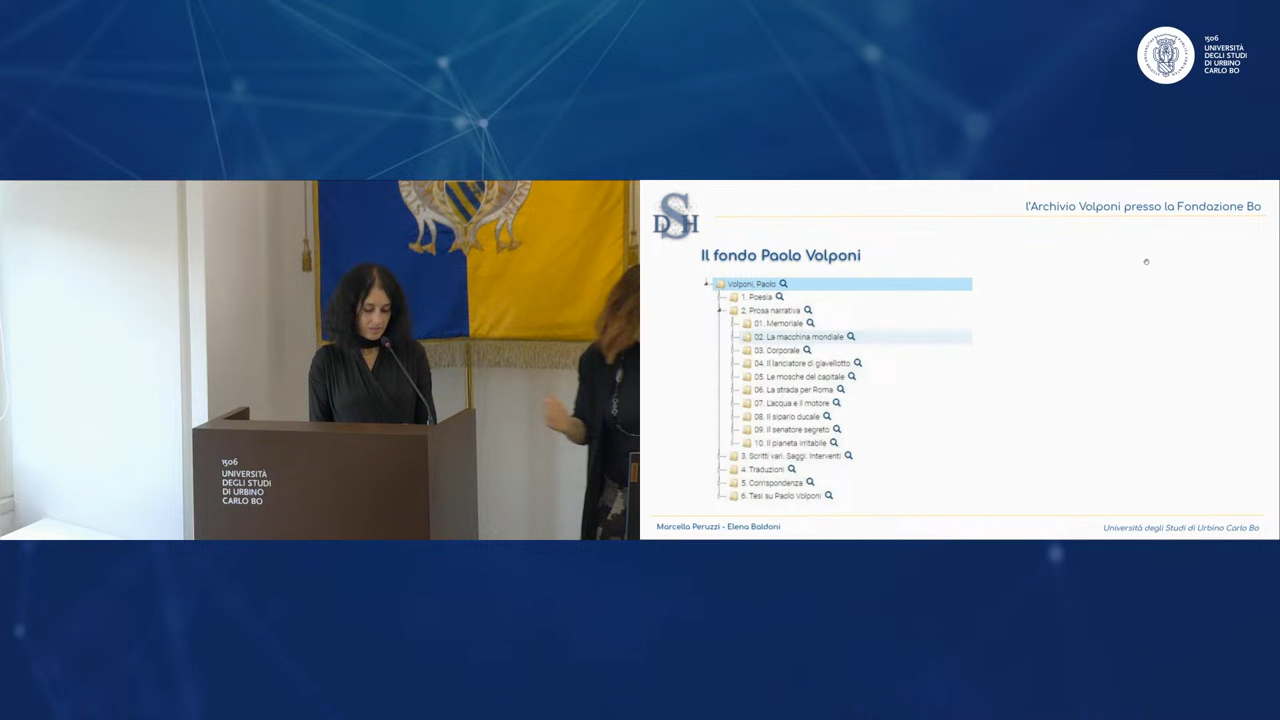 1506
UNIVERSITÀ
DEGLI STUDI
DI URBINO
CARLO BO
DSH
l'Archivio Volponi presso la Fondazione Bo
Il fondo Paolo Volponi
Volponi, Paolo
1. Poesia
2. Prosa narrativa
01. Memoriale
02. La macchina mondiale
03. Corporale
04. Il lanciatore di giavellotto
05. Le mosche del capitale
06. La strada per Roma
07. L'acqua e il motore
08. Il sipario ducale
09. Il senatore segreto
10. Il pianeta irritabile
3. Scritti vari. Saggi. Interventi
4. Traduzioni
5. Corrispondenza
6. Tesi su Paolo Volponi
Marcella Peruzzi - Elena Baldoni
Università degli Studi di Urbino Carlo Bo
1506
UNIVERSITÀ
DEGLI STUDI
DI URBINO
CARLO BO